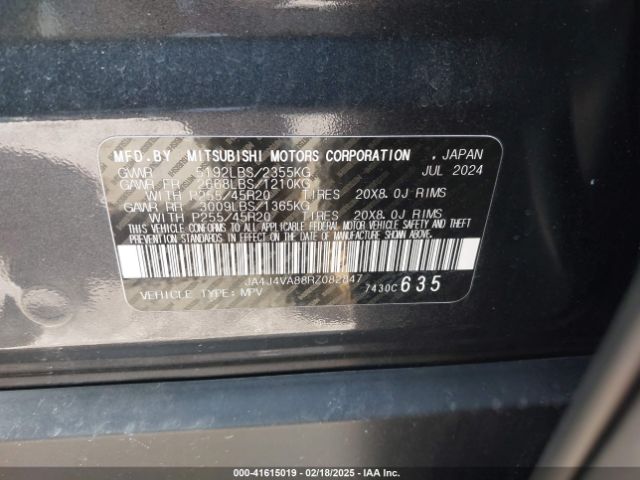 MFD.BY MITSUBISHI MOTORS CORPORATION , JAPAN
GVWR 5192LBS/2355KG JUL 2024
GAWR FR 2668LBS/1210KG
WITH P255/45R20 TIRES 20X8.0J RIMS
GAWR RR 3009LBS/1365KG
WITH P255/45R20 TIRES 20X8.0J RIMS
THIS VEHICLE CONFORMS TO ALL APPLICABLE FEDERAL MOTOR VEHICLE SAFETY AND THEFT
PREVENTION STANDARDS IN EFFECT ON THE DATE OF MANUFACTURE SHOWN ABOVE.
JA4J4VA88RZ082847
VEHICLE TYPE: MPV 7430C 635
00-41615019 - 02/18/2025 - IAA Inc.